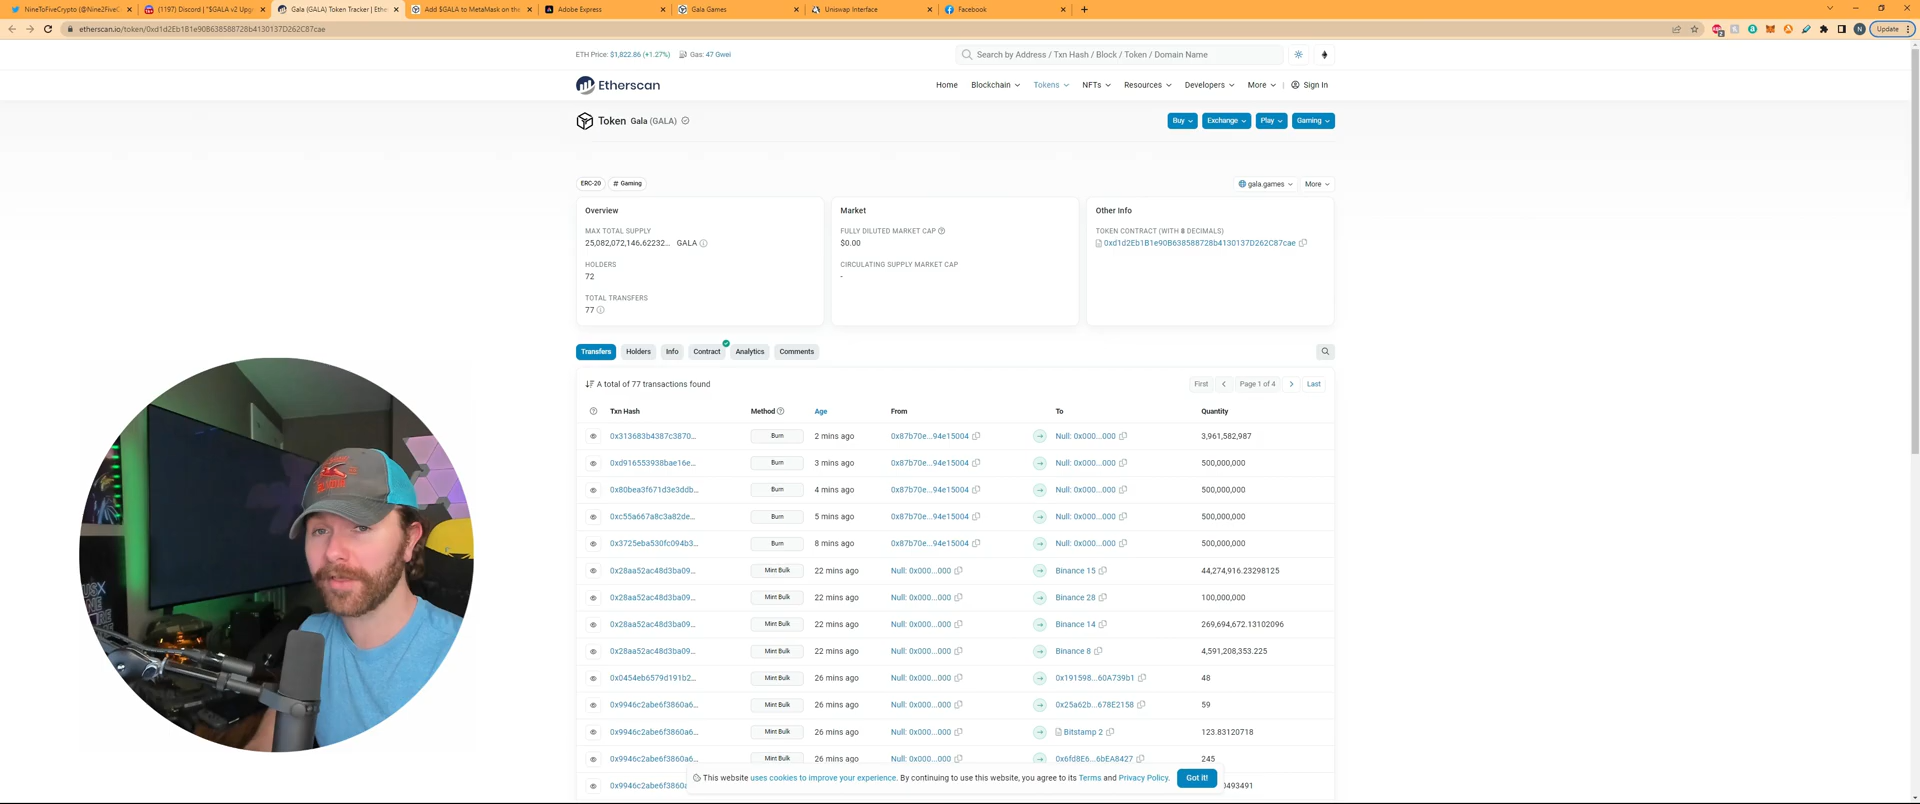 NineToFiveCrypto (@Nine2FiveC
(1197) Discord | "$GALA v2 Upg
Gala (GALA) Token Tracker | Ethe
Add $GALA to MetaMask on the
Adobe Express
Gala Games
Uniswap Interface
Facebook
etherscan.io/token/0xd1d2Eb1B1e90B638588728b4130137D262C87cae
Update
ETH Price: $1,822.86 (+1.27%) Gas: 47 Gwei
Search by Address / Txn Hash / Block / Token / Domain Name
Etherscan
Home Blockchain Tokens NFTs Resources Developers More | Sign In
Token Gala (GALA)
Buy Exchange Play Gaming
ERC-20 # Gaming
gala.games More
Overview
MAX TOTAL SUPPLY
25,082,072,146.62232... GALA
HOLDERS
72
TOTAL TRANSFERS
77
Market
FULLY DILUTED MARKET CAP
$0.00
CIRCULATING SUPPLY MARKET CAP
-
Other Info
TOKEN CONTRACT (WITH 8 DECIMALS)
0xd1d2Eb1B1e90B638588728b4130137D262C87cae
Transfers Holders Info Contract Analytics Comments
A total of 77 transactions found
First Page 1 of 4 Last
Txn Hash Method Age From To Quantity
0x313683b4387c3870... Burn 2 mins ago 0x87b70e...94e15004 Null: 0x000...000 3,961,582,987
0xd916553938bae16e... Burn 3 mins ago 0x87b70e...94e15004 Null: 0x000...000 500,000,000
0x80bea3f671d3e3ddb... Burn 4 mins ago 0x87b70e...94e15004 Null: 0x000...000 500,000,000
0xc55a667a8c3a82de... Burn 5 mins ago 0x87b70e...94e15004 Null: 0x000...000 500,000,000
0x3725eba530fc094b3... Burn 8 mins ago 0x87b70e...94e15004 Null: 0x000...000 500,000,000
0x28aa52ac48d3ba09... Mint Bulk 22 mins ago Null: 0x000...000 Binance 15 44,274,916.23298125
0x28aa52ac48d3ba09... Mint Bulk 22 mins ago Null: 0x000...000 Binance 28 100,000,000
0x28aa52ac48d3ba09... Mint Bulk 22 mins ago Null: 0x000...000 Binance 14 269,694,672.13102096
0x28aa52ac48d3ba09... Mint Bulk 22 mins ago Null: 0x000...000 Binance 8 4,591,208,353.225
0x0454eb6579d191b2... Mint Bulk 26 mins ago Null: 0x000...000 0x191598...60A739b1 48
0x9946c2abe6f3860a6... Mint Bulk 26 mins ago Null: 0x000...000 0x25a62b...678E2158 59
0x9946c2abe6f3860a6... Mint Bulk 26 mins ago Null: 0x000...000 Bitstamp 2 123.83120718
0x9946c2abe6f3860a6... Mint Bulk 26 mins ago Null: 0x000...000 0x6fd8E6...6bEA8427 245
This website uses cookies to improve your experience. By continuing to use this website, you agree to its Terms and Privacy Policy. Got it!
0x9946c2abe6f3860a 0493491